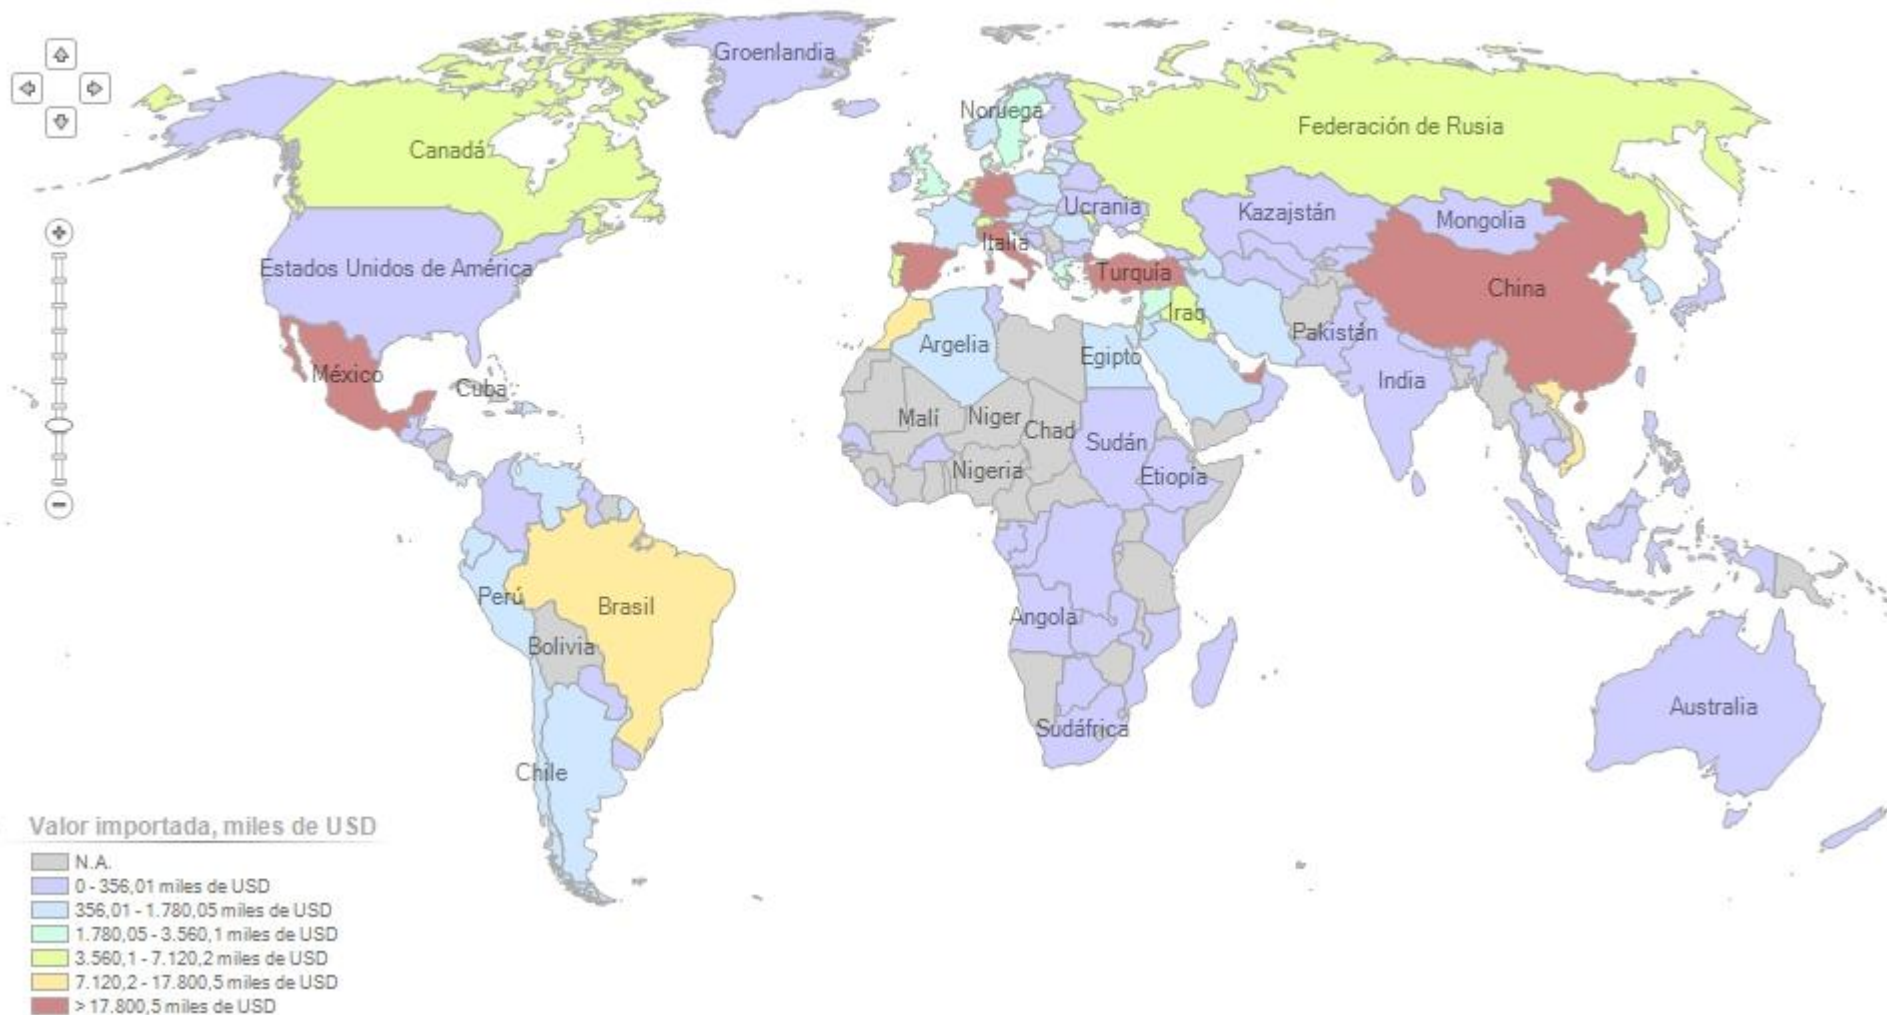 Groenlandia
Noruega
Federación de Rusia
Canadá
Ucrania
Kazajstán
Mongolia
Italia
Estados Unidos de América
Turquía
China
Iraq
Pakistán
Argelia
Egipto
México
Cuba
India
Malí
Niger
Chad
Sudán
Nigeria
Etiopía
Perú
Brasil
Angola
Bolivia
Australia
Sudáfrica
Chile
Valor importada, miles de USD
N.A.
0 - 356,01 miles de USD
356,01 - 1.780,05 miles de USD
1.780,05 - 3.560,1 miles de USD
3.560,1 - 7.120,2 miles de USD
7.120,2 - 17.800,5 miles de USD
> 17.800,5 miles de USD